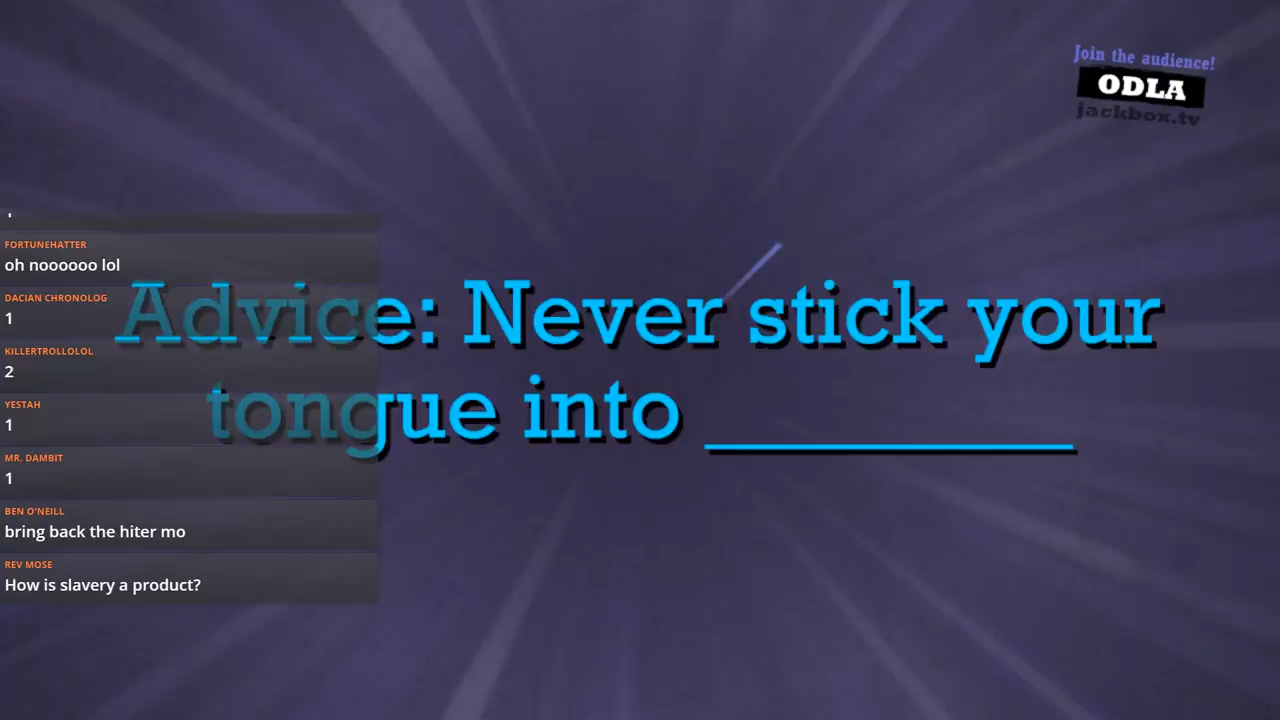 Join the audience!
ODLA
jackbox.tv
FORTUNEHATTER
oh noooooo lol
DACIAN CHRONOLOG
1
KILLERTROLLOLOL
2
YESTAH
1
MR. DAMBIT
1
BEN O'NEILL
bring back the hiter mo
REV MOSE
How is slavery a product?
Advice: Never stick your
tongue into ________